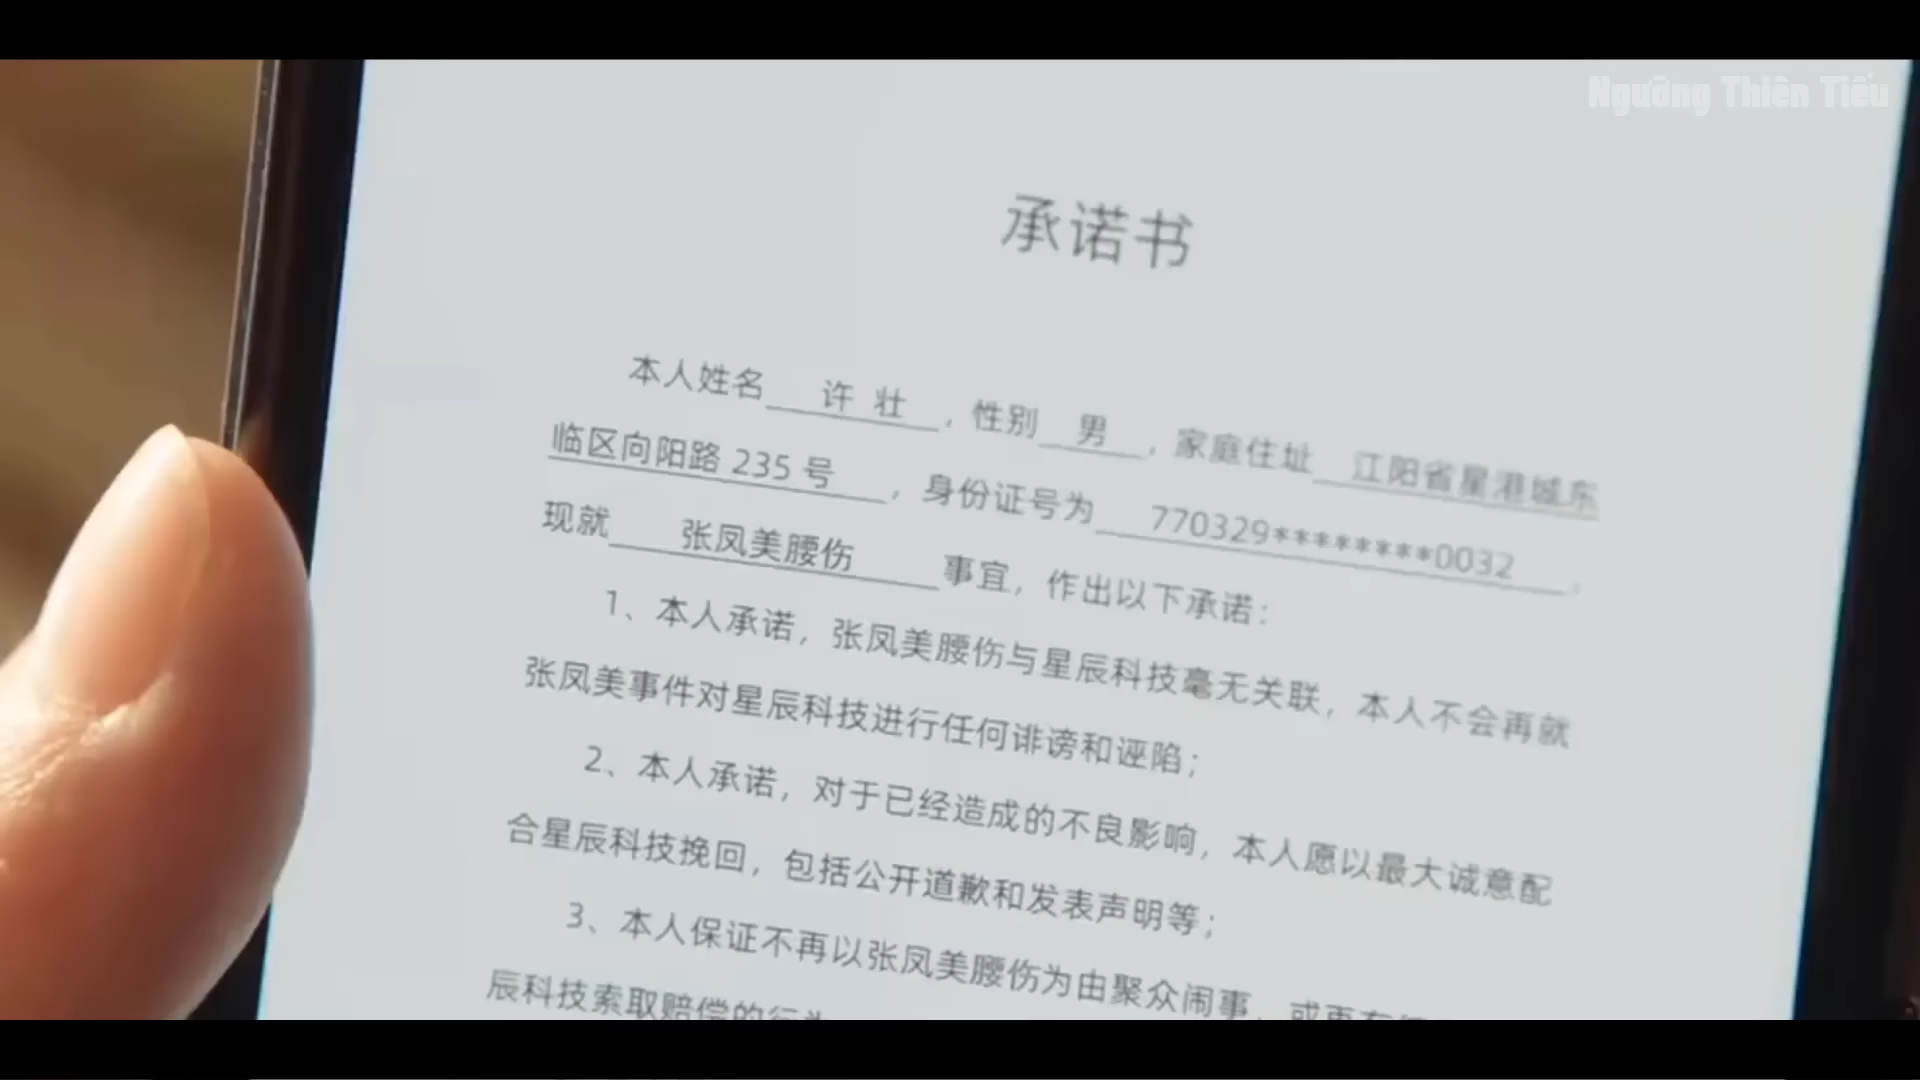 Ngưỡng Thiên Tiếu
承诺书
本人姓名 许 壮 ，性别 男 ，家庭住址 江阳省星港城东
临区向阳路 235 号 ，身份证号为 770329********0032 .
现就 张凤美腰伤 事宜，作出以下承诺：
1、本人承诺，张凤美腰伤与星辰科技毫无关联，本人不会再就
张凤美事件对星辰科技进行任何诽谤和诬陷；
2、本人承诺，对于已经造成的不良影响，本人愿以最大诚意配
合星辰科技挽回，包括公开道歉和发表声明等；
3、本人保证不再以张凤美腰伤为由聚众闹事，或再
辰科技索取赔偿的行为